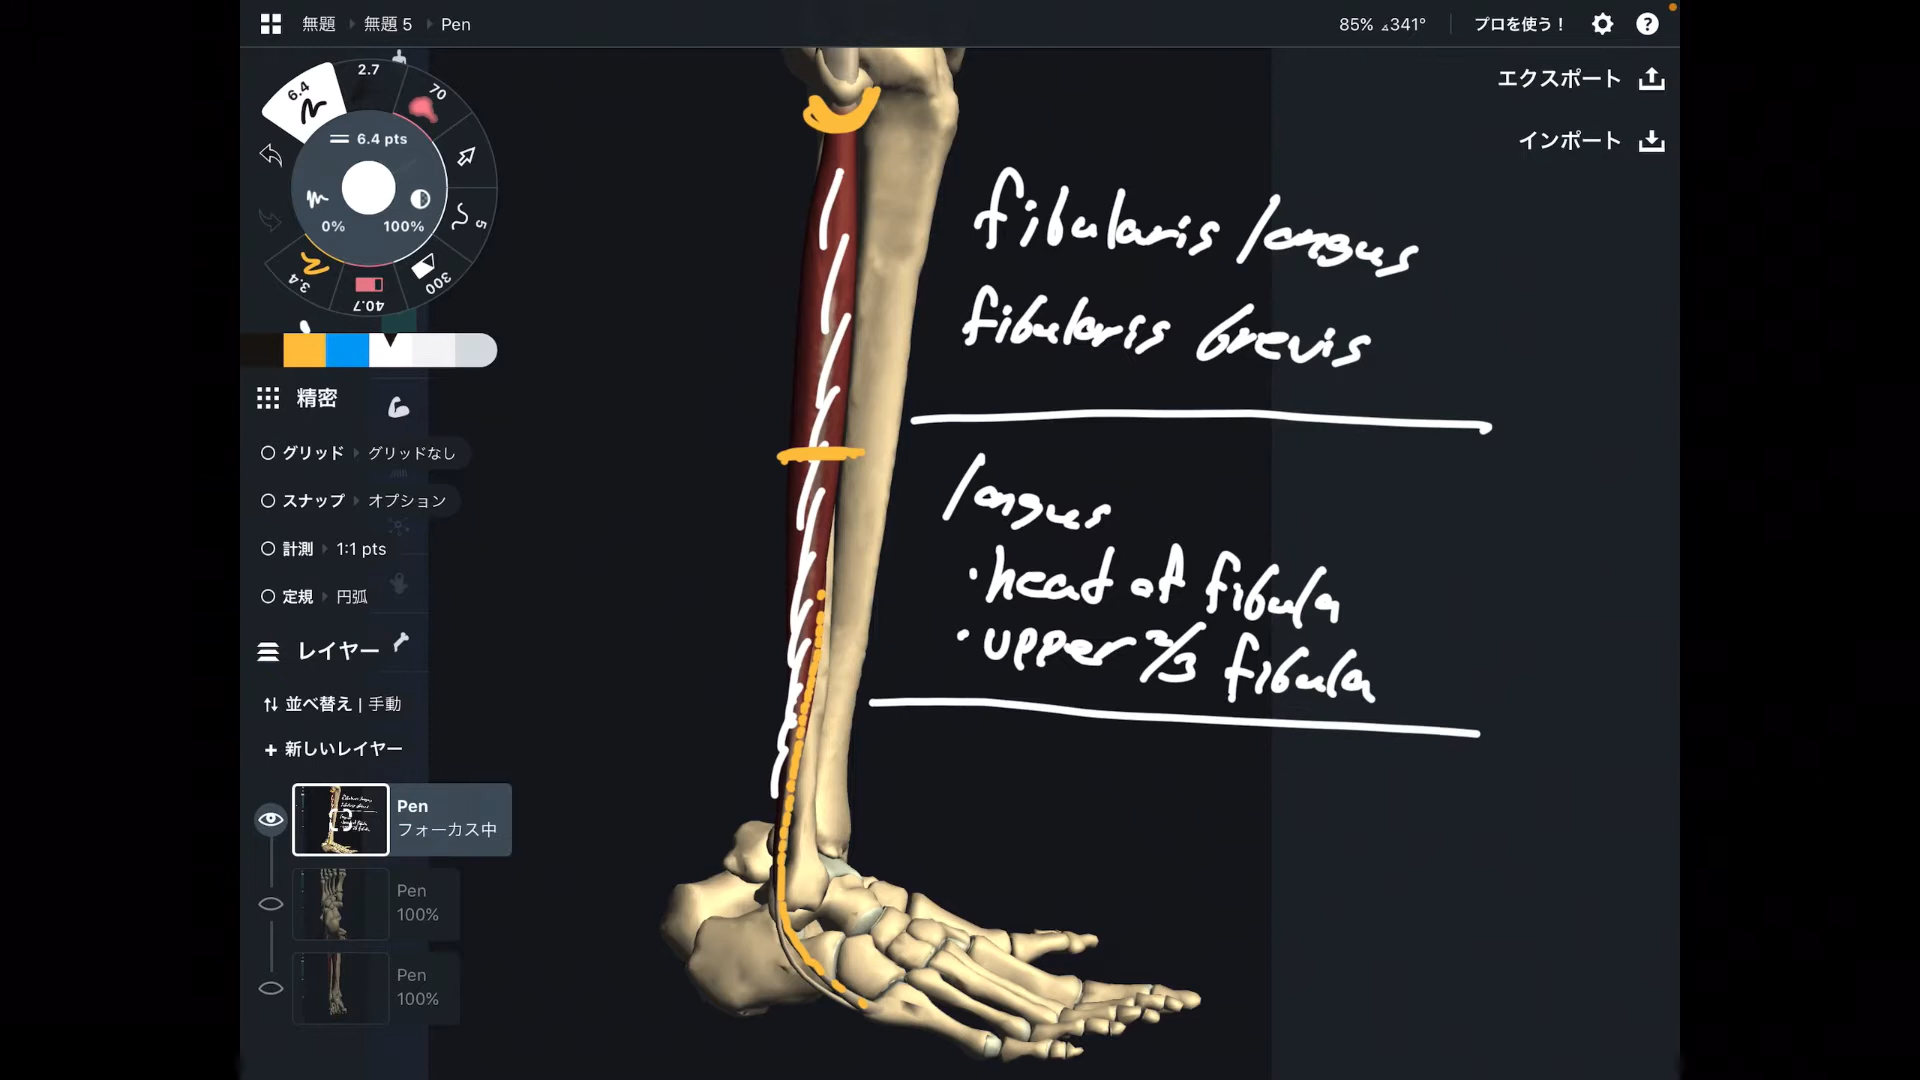 無題 無題 5 Pen
85% ⊿341° プロを使う!
エクスポート
インポート
2.7
6.4
70
6.4 pts
0% 100%
5
3.4
40.7
300
精密
グリッド グリッドなし
スナップ オプション
計測 1:1 pts
定規 円弧
レイヤー
並べ替え | 手動
+ 新しいレイヤー
Pen
フォーカス中
Pen
100%
Pen
100%
fibularis longus
fibularis brevis
longus
・head of fibula
・upper 2/3 fibula